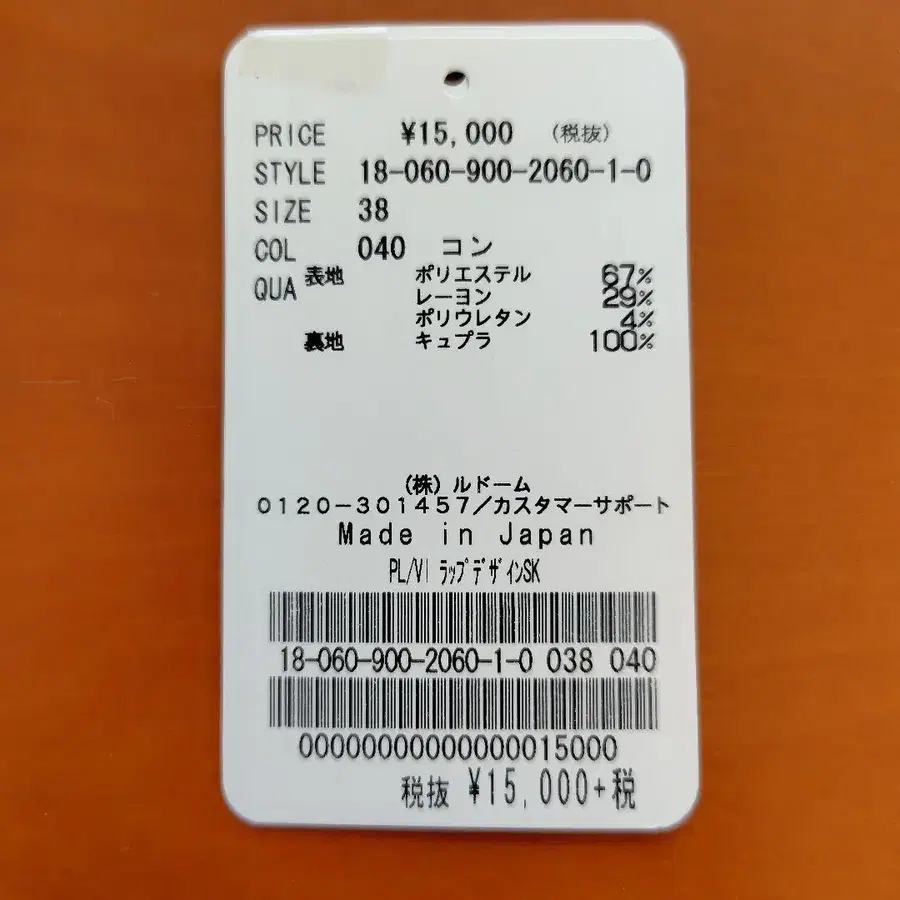 PRICE ¥15,000 (税抜)
STYLE 18-060-900-2060-1-0
SIZE 38
COL 040 コン
QUA 表地 ポリエステル 67%
レーヨン 29%
ポリウレタン 4%
裏地 キュプラ 100%
(株)ルドーム
0120-301457/カスタマーサポート
Made in Japan
PL/VI ラップデザインSK
18-060-900-2060-1-0 038 040
00000000000000015000
税抜 ¥15,000+税